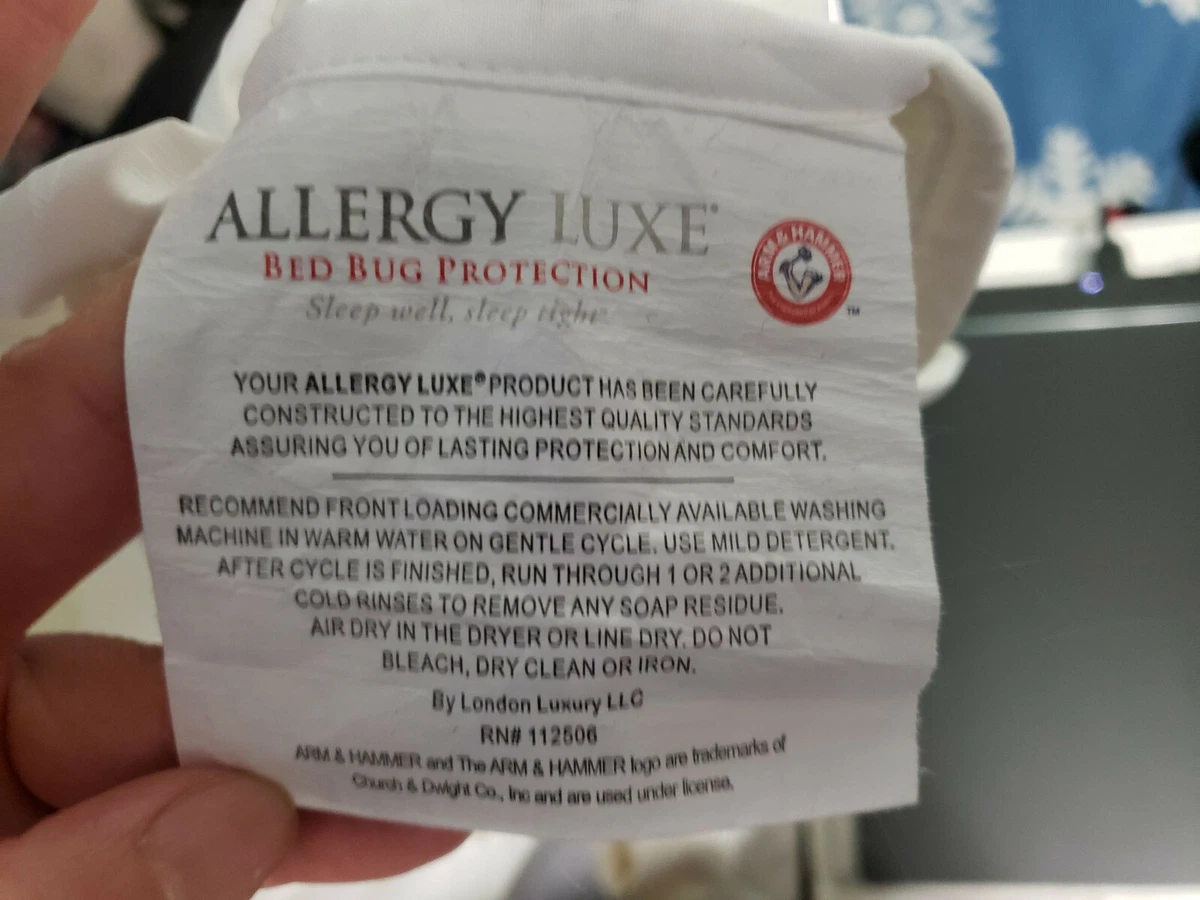 ALLERGY LUXE®
BED BUG PROTECTION
Sleep well, sleep tight
ARM & HAMMER
™
YOUR ALLERGY LUXE® PRODUCT HAS BEEN CAREFULLY
CONSTRUCTED TO THE HIGHEST QUALITY STANDARDS
ASSURING YOU OF LASTING PROTECTION AND COMFORT.
RECOMMEND FRONT LOADING COMMERCIALLY AVAILABLE WASHING
MACHINE IN WARM WATER ON GENTLE CYCLE. USE MILD DETERGENT.
AFTER CYCLE IS FINISHED, RUN THROUGH 1 OR 2 ADDITIONAL
COLD RINSES TO REMOVE ANY SOAP RESIDUE.
AIR DRY IN THE DRYER OR LINE DRY. DO NOT
BLEACH, DRY CLEAN OR IRON.
By London Luxury LLC
RN# 112506
ARM & HAMMER and The ARM & HAMMER logo are trademarks of
Church & Dwight Co., Inc and are used under license.